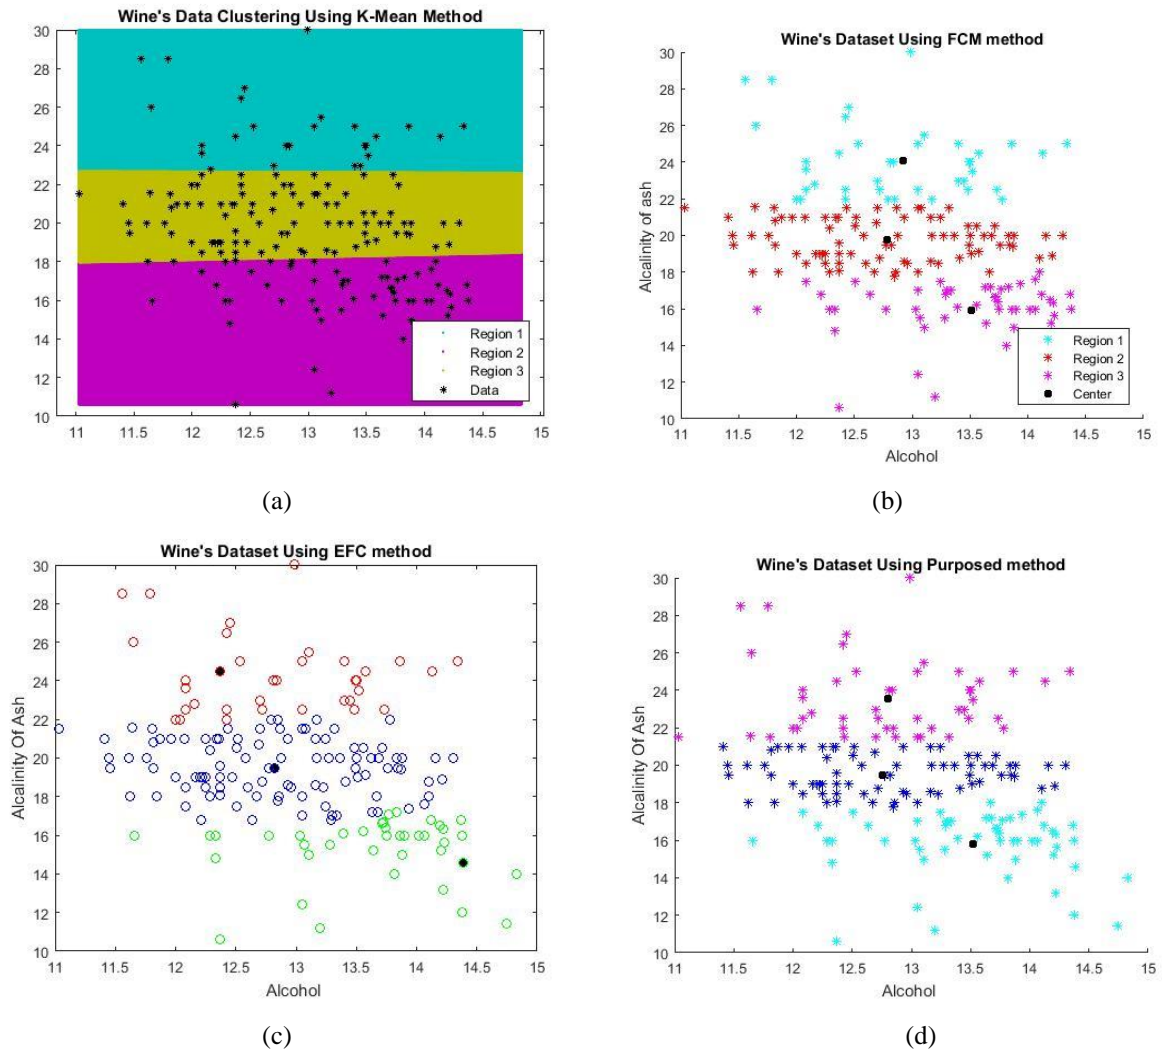 Wine's Data Clustering Using K-Mean Method
30
28
26
24
22
20
18
16
14
12
10
11 11.5 12 12.5 13 13.5 14 14.5 15
Region 1
Region 2
Region 3
Data
(a)
Wine's Dataset Using FCM method
Alcalinity of ash
30
28
26
24
22
20
18
16
14
12
10
11 11.5 12 12.5 13 13.5 14 14.5 15
Alcohol
Region 1
Region 2
Region 3
Center
(b)
Wine's Dataset Using EFC method
Alcalinity Of Ash
30
28
26
24
22
20
18
16
14
12
10
11 11.5 12 12.5 13 13.5 14 14.5 15
Alcohol
(c)
Wine's Dataset Using Purposed method
Alcalinity Of Ash
30
28
26
24
22
20
18
16
14
12
10
11 11.5 12 12.5 13 13.5 14 14.5 15
Alcohol
(d)